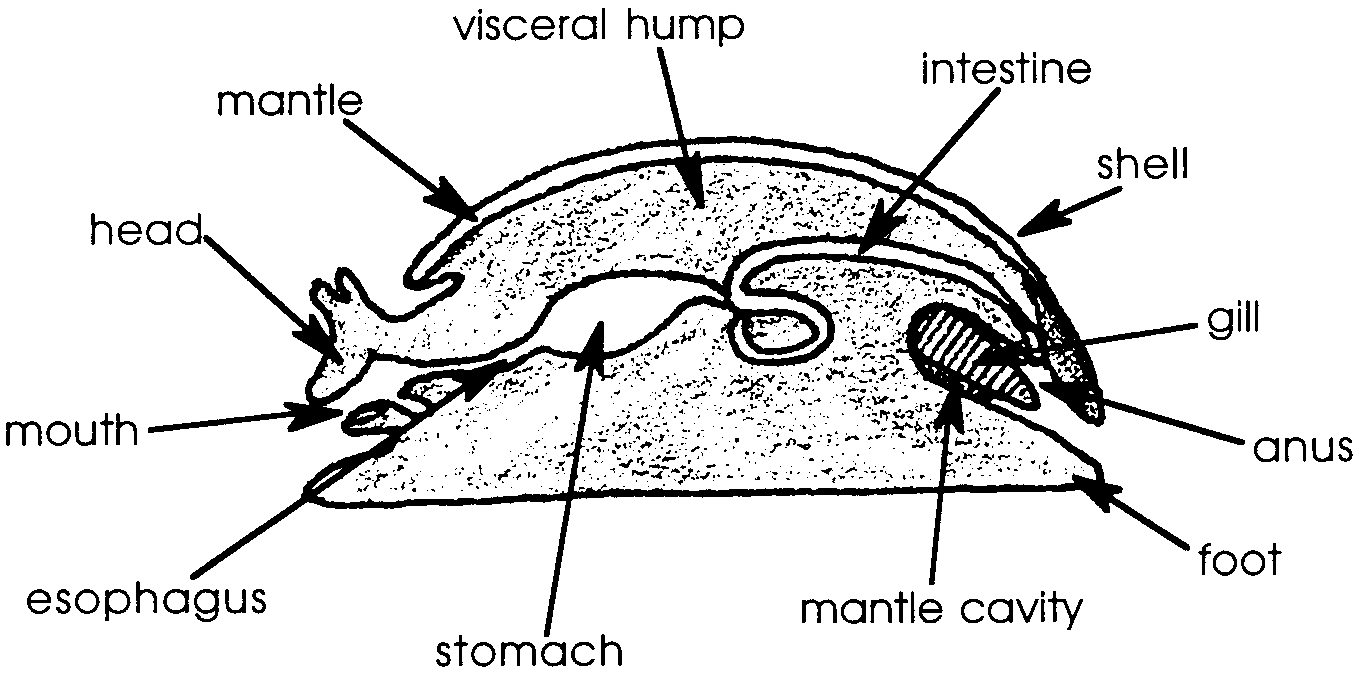 visceral hump
intestine
mantle
shell
head
gill
mouth
anus
foot
esophagus
mantle cavity
stomach